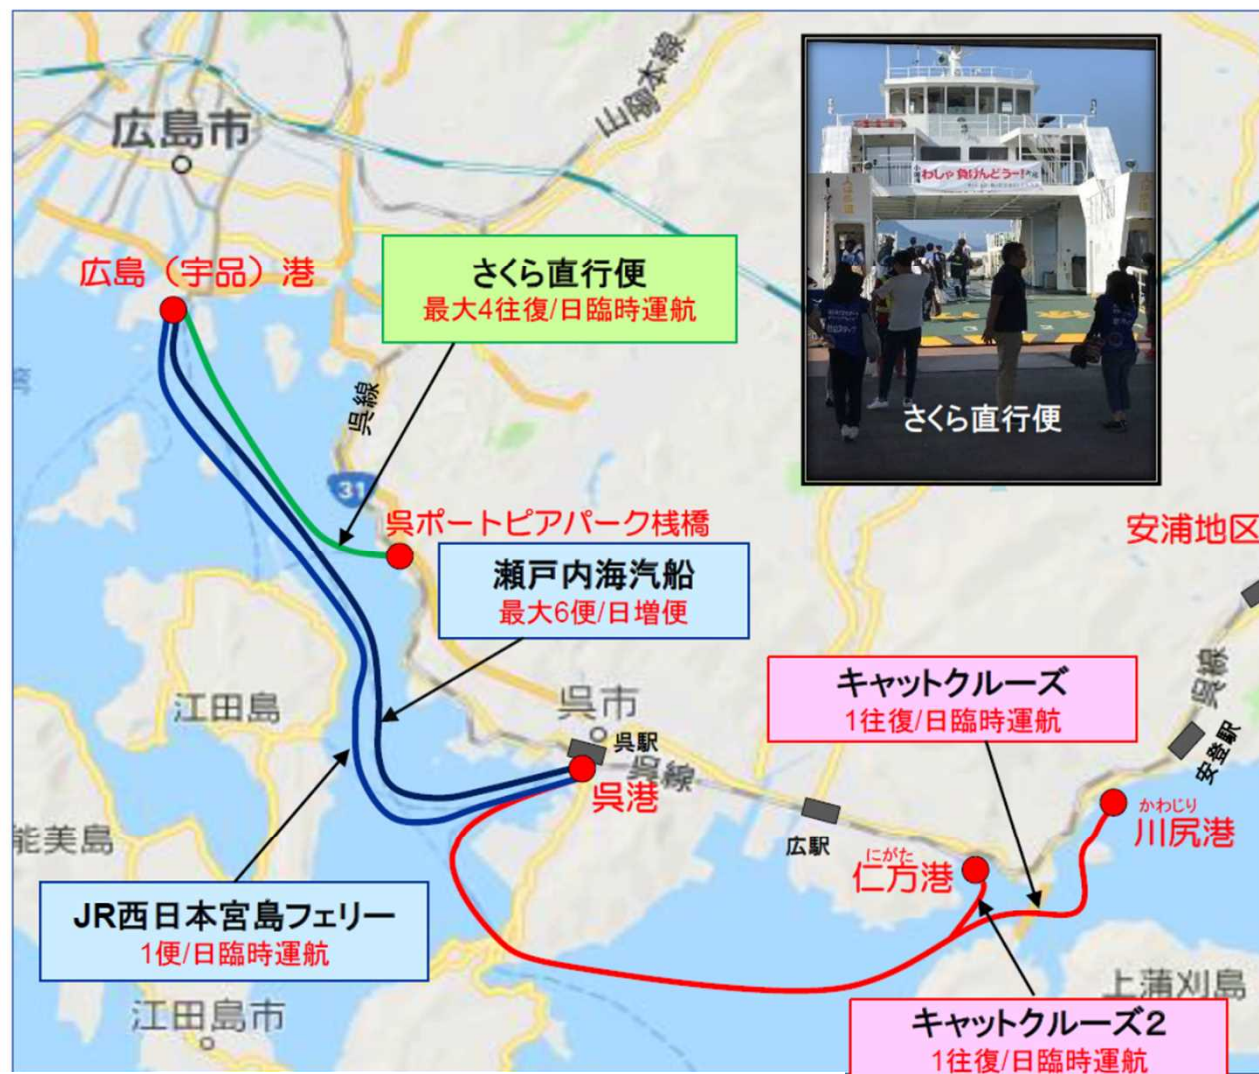 山陽本線
広島市
広島（宇品）港
さくら直行便
最大4往復/日臨時運航
わしゃ 負けんどうー!
さくら直行便
呉線
31
呉ポートピアパーク桟橋
安浦地区
瀬戸内海汽船
最大6便/日増便
江田島
呉市
呉駅
呉線
呉港
キャットクルーズ
1往復/日臨時運航
呉線
安登駅
かわじり
川尻港
広駅
にがた
仁方港
能美島
JR西日本宮島フェリー
1便/日臨時運航
江田島市
上蒲刈島
キャットクルーズ2
1往復/日臨時運航